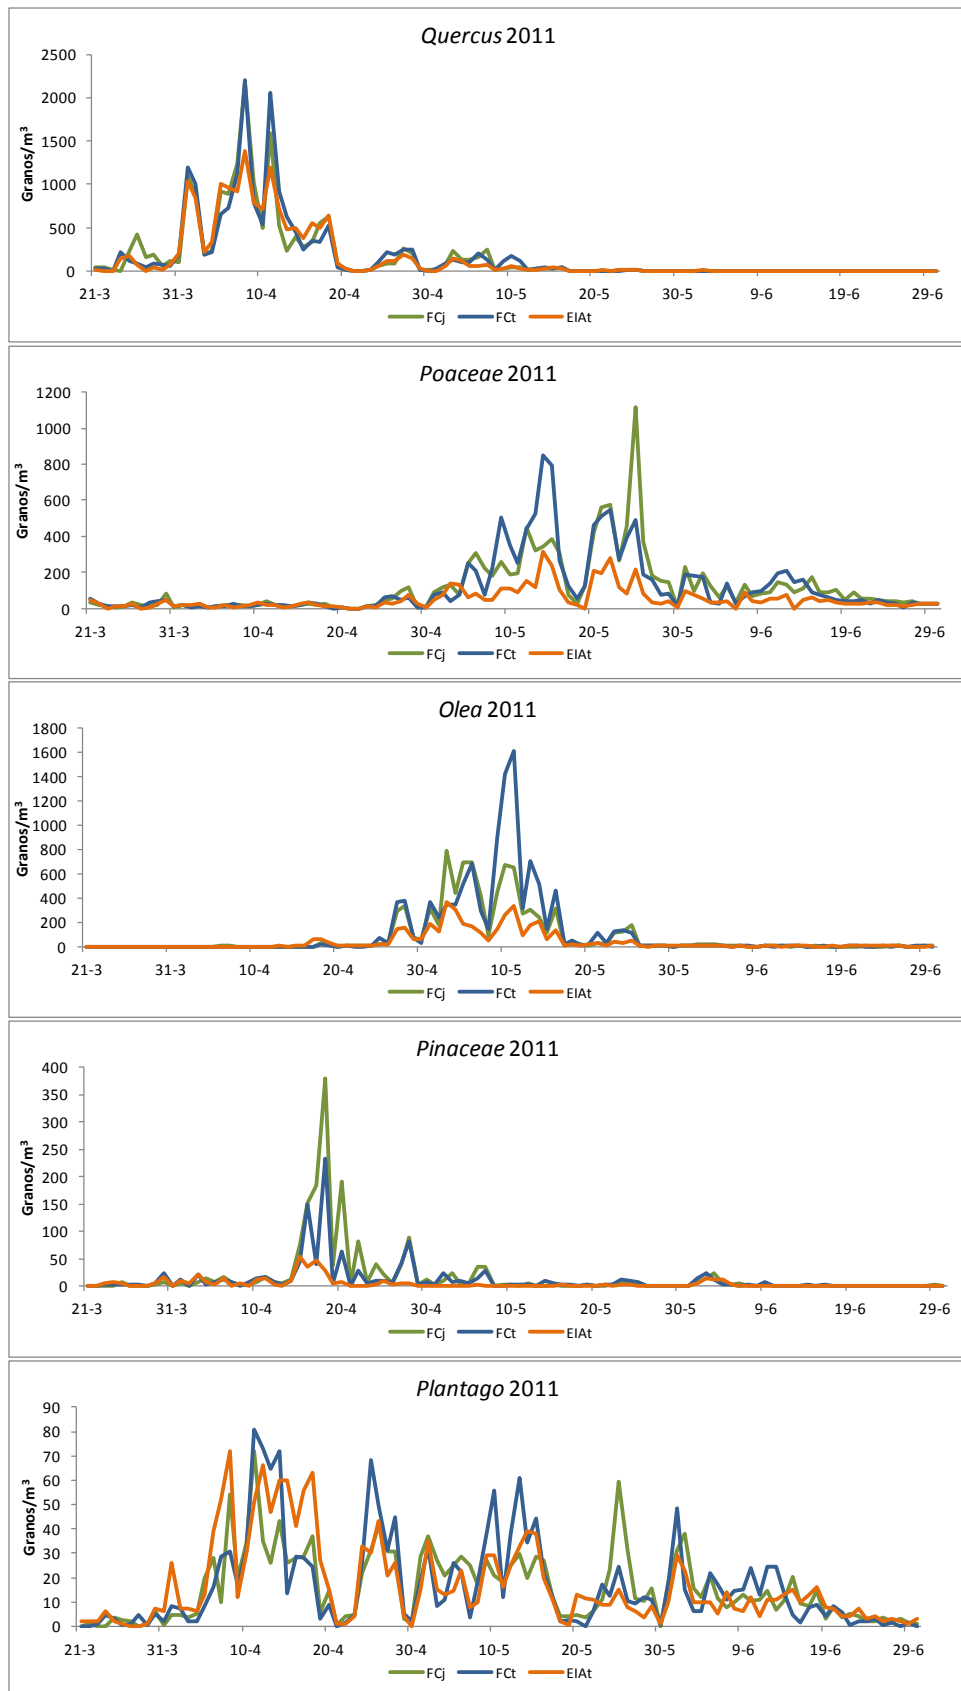 Quercus 2011
Granos/m³
2500
2000
1500
1000
500
0
21-3 31-3 10-4 20-4 30-4 10-5 20-5 30-5 9-6 19-6 29-6
FCj FCt EIAt
Poaceae 2011
Granos/m³
1200
1000
800
600
400
200
0
21-3 31-3 10-4 20-4 30-4 10-5 20-5 30-5 9-6 19-6 29-6
FCj FCt EIAt
Olea 2011
Granos/m³
1800
1600
1400
1200
1000
800
600
400
200
0
21-3 31-3 10-4 20-4 30-4 10-5 20-5 30-5 9-6 19-6 29-6
FCj FCt EIAt
Pinaceae 2011
Granos/m³
400
350
300
250
200
150
100
50
0
21-3 31-3 10-4 20-4 30-4 10-5 20-5 30-5 9-6 19-6 29-6
FCj FCt EIAt
Plantago 2011
Granos/m³
90
80
70
60
50
40
30
20
10
0
21-3 31-3 10-4 20-4 30-4 10-5 20-5 30-5 9-6 19-6 29-6
FCj FCt EIAt